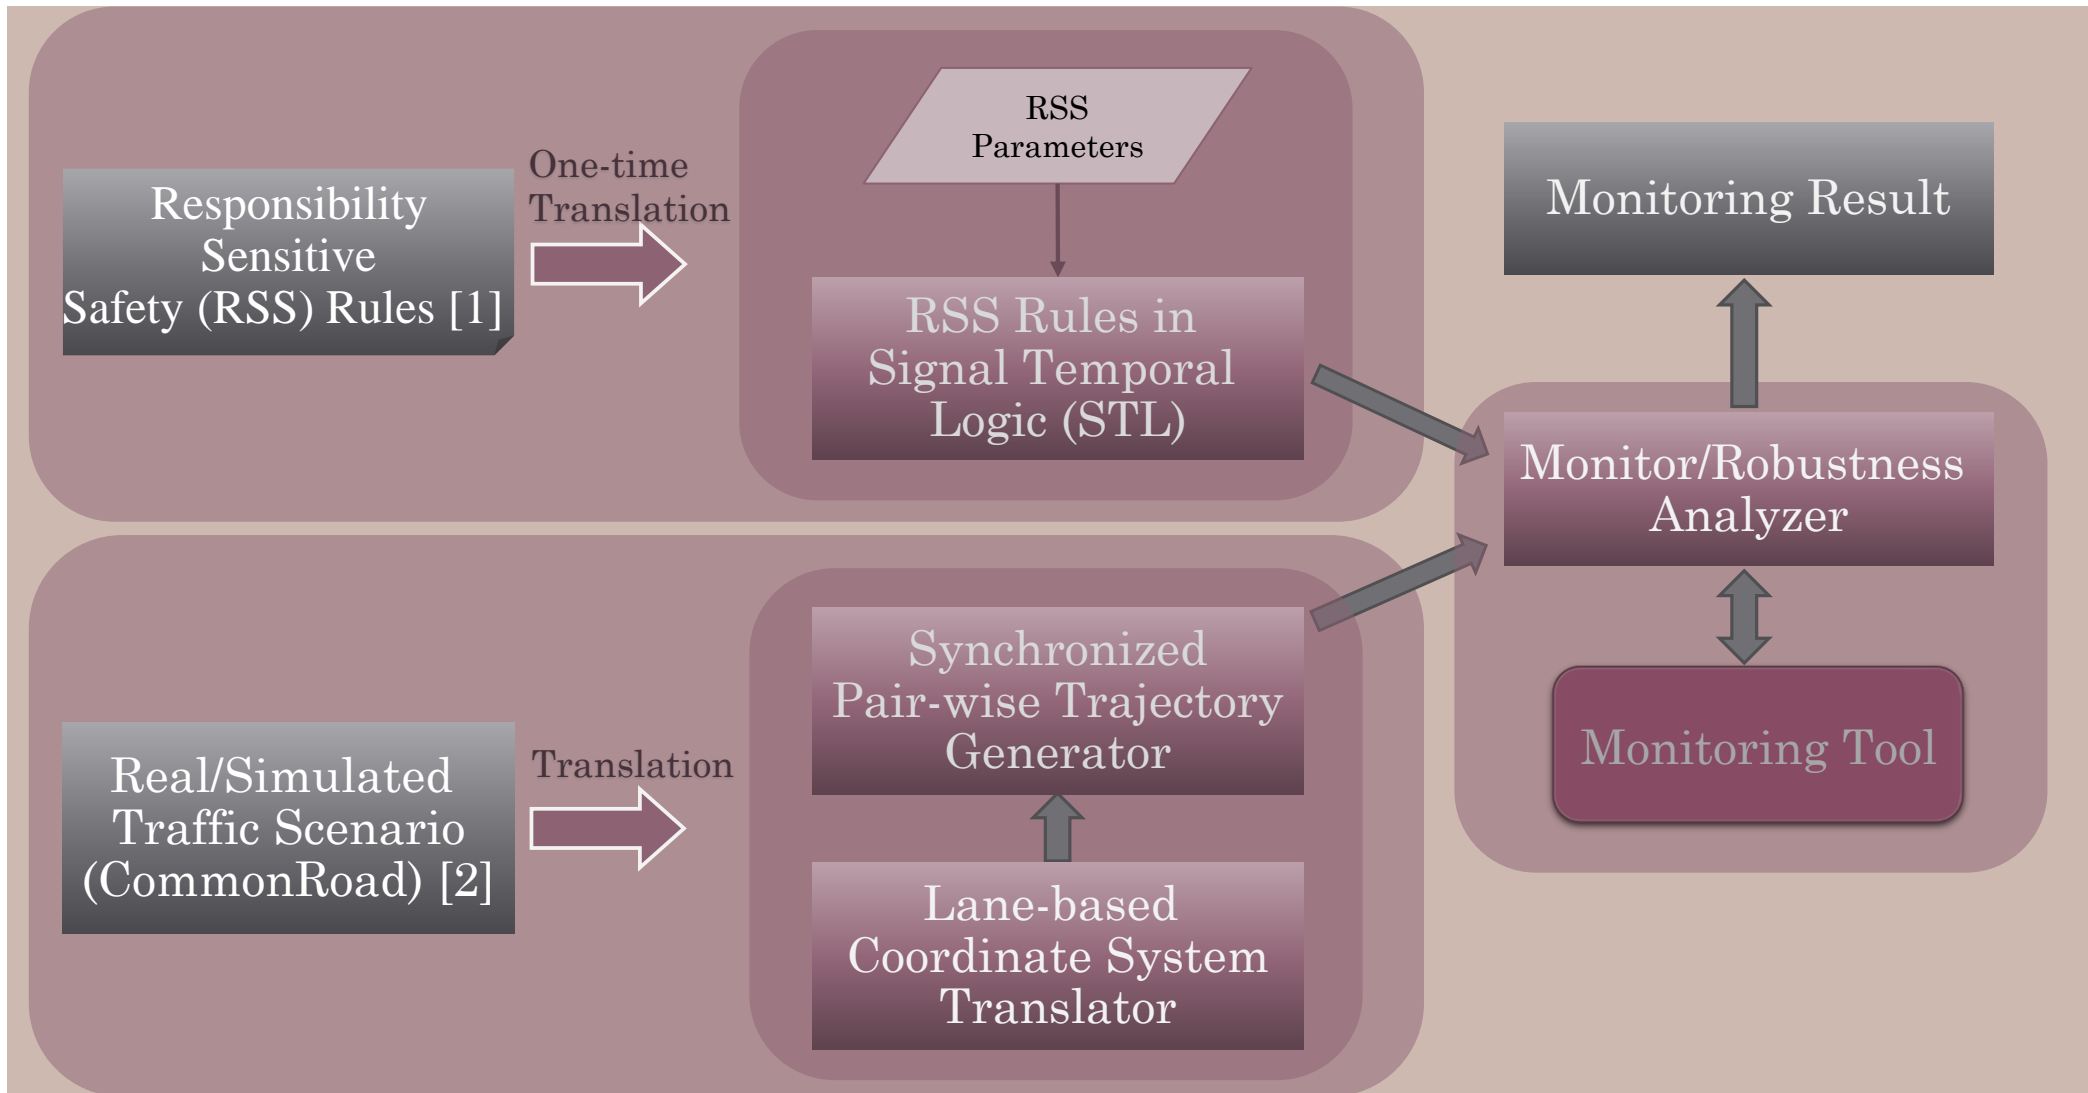 Responsibility
Sensitive
Safety (RSS) Rules [1]
One-time
Translation
RSS
Parameters
RSS Rules in
Signal Temporal
Logic (STL)
Monitoring Result
Monitor/Robustness
Analyzer
Monitoring Tool
Real/Simulated
Traffic Scenario
(CommonRoad) [2]
Translation
Synchronized
Pair-wise Trajectory
Generator
Lane-based
Coordinate System
Translator